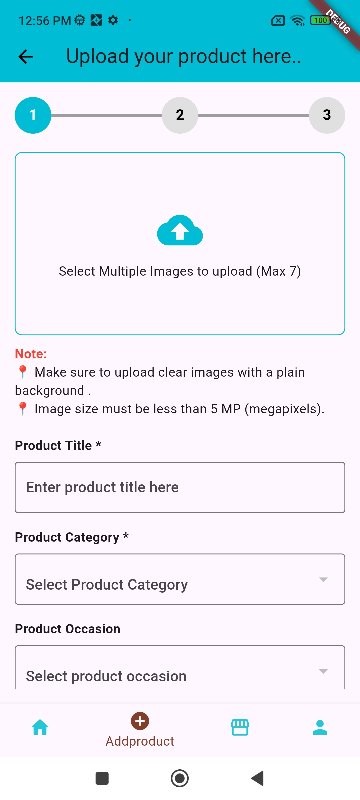 12:56 PM
100
DEBUG
Upload your product here..
1 2 3
Select Multiple Images to upload (Max 7)
Note:
📍 Make sure to upload clear images with a plain
background .
📍 Image size must be less than 5 MP (megapixels).
Product Title *
Enter product title here
Product Category *
Select Product Category
Product Occasion
Select product occasion
Addproduct